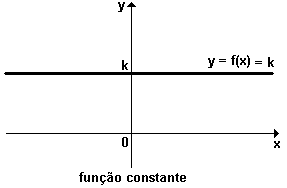 y
k
y = f(x) = k
0
x
função constante